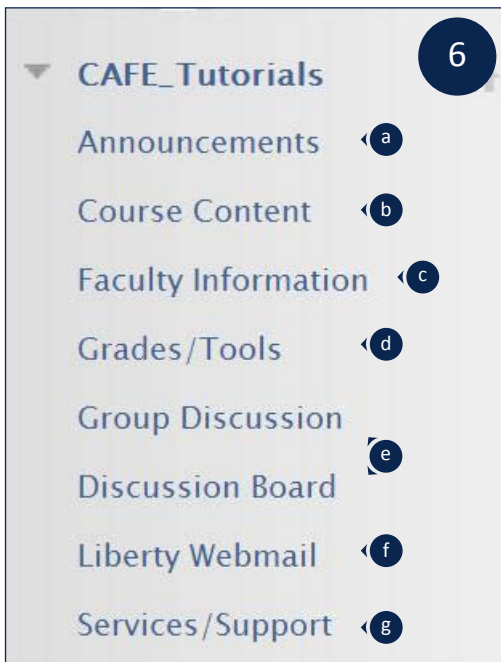 6
CAFE_Tutorials
Announcements a
Course Content b
Faculty Information c
Grades/Tools d
Group Discussion
e
Discussion Board
Liberty Webmail f
Services/Support g